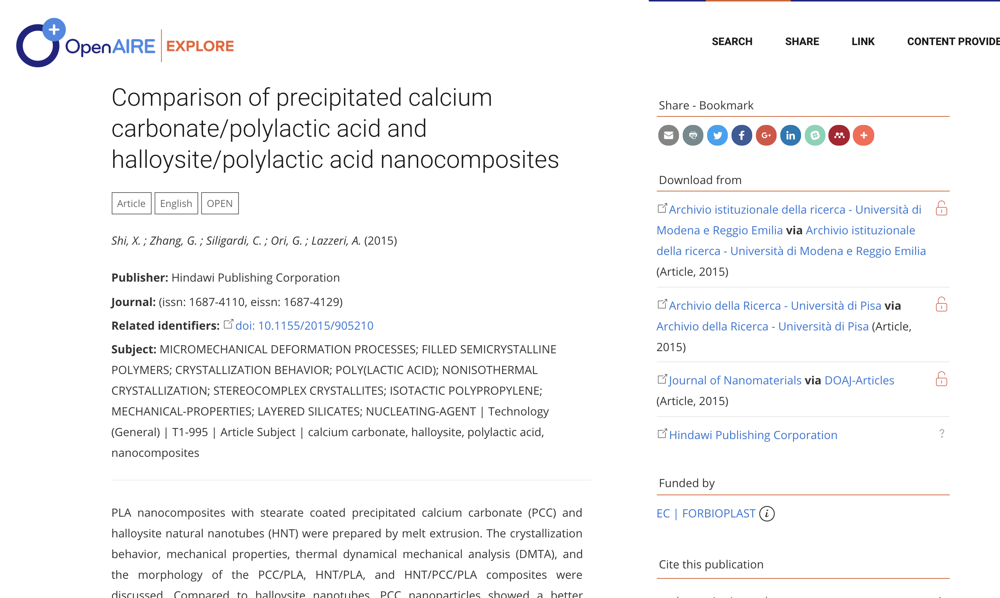 OpenAIRE EXPLORE
SEARCH SHARE LINK CONTENT PROVIDE
Comparison of precipitated calcium
carbonate/polylactic acid and
halloysite/polylactic acid nanocomposites
Article English OPEN
Shi, X. ; Zhang, G. ; Siligardi, C. ; Ori, G. ; Lazzeri, A. (2015)
Publisher: Hindawi Publishing Corporation
Journal: (issn: 1687-4110, eissn: 1687-4129)
Related identifiers: doi: 10.1155/2015/905210
Subject: MICROMECHANICAL DEFORMATION PROCESSES; FILLED SEMICRYSTALLINE
POLYMERS; CRYSTALLIZATION BEHAVIOR; POLY(LACTIC ACID); NONISOTHERMAL
CRYSTALLIZATION; STEREOCOMPLEX CRYSTALLITES; ISOTACTIC POLYPROPYLENE;
MECHANICAL-PROPERTIES; LAYERED SILICATES; NUCLEATING-AGENT | Technology
(General) | T1-995 | Article Subject | calcium carbonate, halloysite, polylactic acid,
nanocomposites
PLA nanocomposites with stearate coated precipitated calcium carbonate (PCC) and
halloysite natural nanotubes (HNT) were prepared by melt extrusion. The crystallization
behavior, mechanical properties, thermal dynamical mechanical analysis (DMTA), and
the morphology of the PCC/PLA, HNT/PLA, and HNT/PCC/PLA composites were
discussed. Compared to halloysite nanotubes, PCC nanoparticles showed a better
Share - Bookmark
Download from
Archivio istituzionale della ricerca - Università di
Modena e Reggio Emilia via Archivio istituzionale
della ricerca - Università di Modena e Reggio Emilia
(Article, 2015)
Archivio della Ricerca - Università di Pisa via
Archivio della Ricerca - Università di Pisa (Article,
2015)
Journal of Nanomaterials via DOAJ-Articles
(Article, 2015)
Hindawi Publishing Corporation ?
Funded by
EC | FORBIOPLAST i
Cite this publication